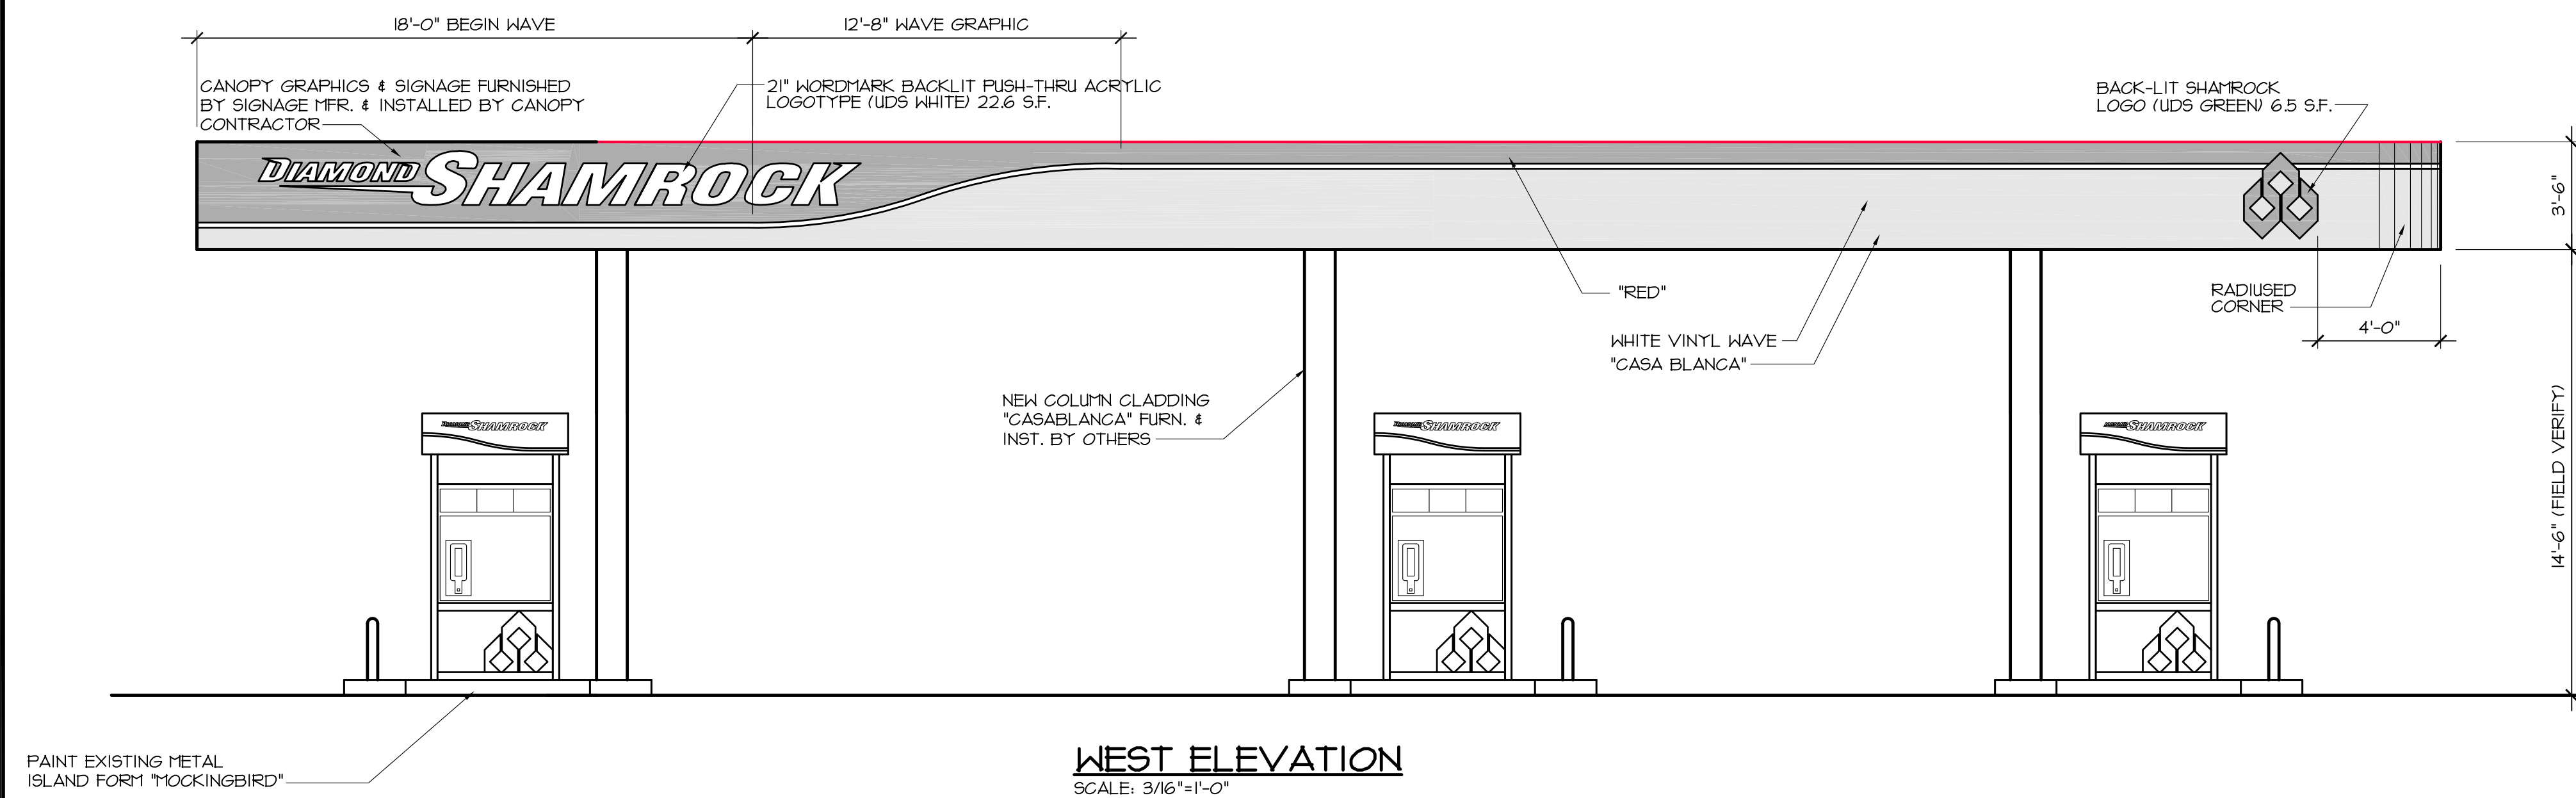 18'-0" BEGIN WAVE
12'-8" WAVE GRAPHIC
CANOPY GRAPHICS & SIGNAGE FURNISHED
BY SIGNAGE MFR. & INSTALLED BY CANOPY
CONTRACTOR
21" WORDMARK BACKLIT PUSH-THRU ACRYLIC
LOGOTYPE (UDS WHITE) 22.6 S.F.
BACK-LIT SHAMROCK
LOGO (UDS GREEN) 6.5 S.F.
DIAMOND SHAMROCK
3'-6"
"RED"
RADIUSED
CORNER
4'-0"
WHITE VINYL WAVE
"CASA BLANCA"
NEW COLUMN CLADDING
"CASABLANCA" FURN. &
INST. BY OTHERS
14'-6" (FIELD VERIFY)
DIAMOND SHAMROCK
DIAMOND SHAMROCK
DIAMOND SHAMROCK
PAINT EXISTING METAL
ISLAND FORM "MOCKINGBIRD"
WEST ELEVATION
SCALE: 3/16"=1'-0"